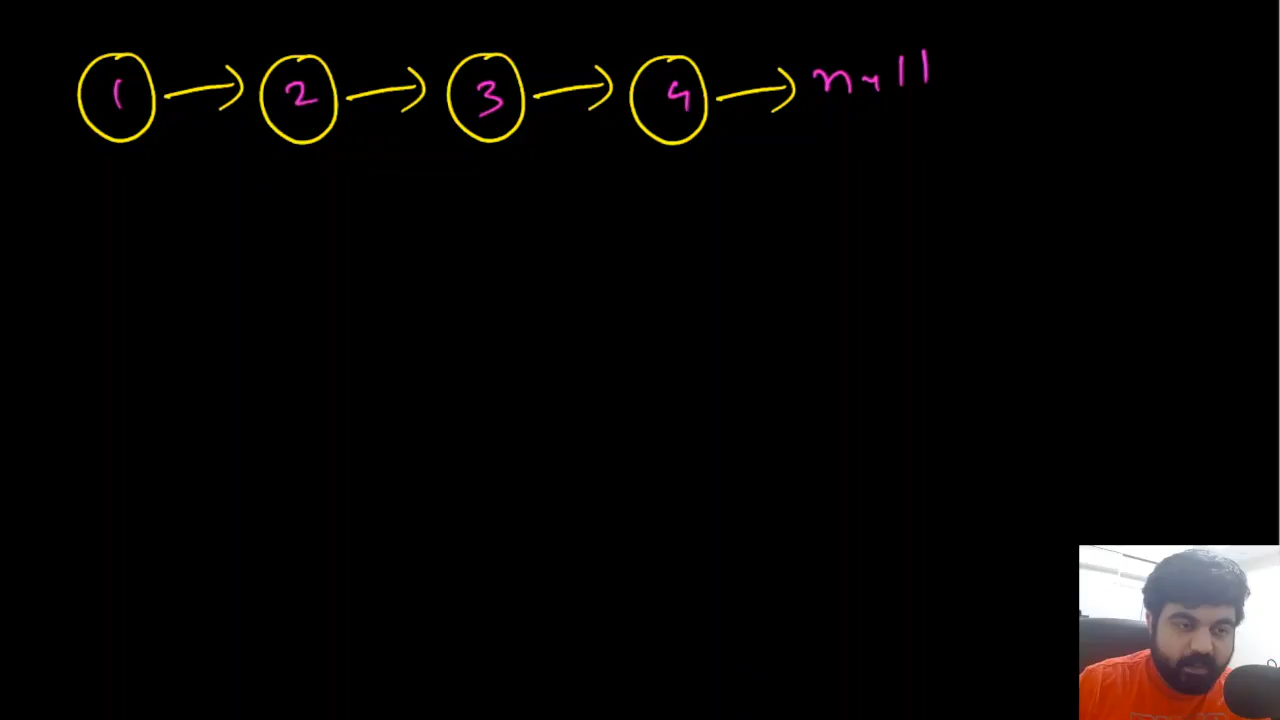 1 → 2 → 3 → 4 → null